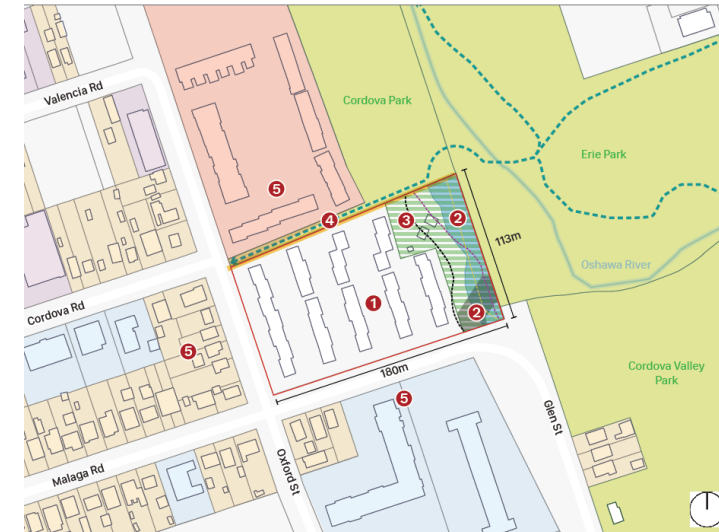 Valencia Rd
Cordova Park
Erie Park
5
4
3
2
113m
Oshawa River
Cordova Rd
1
2
5
180m
5
Cordova Valley
Park
Glen St
Malaga Rd
Oxford St